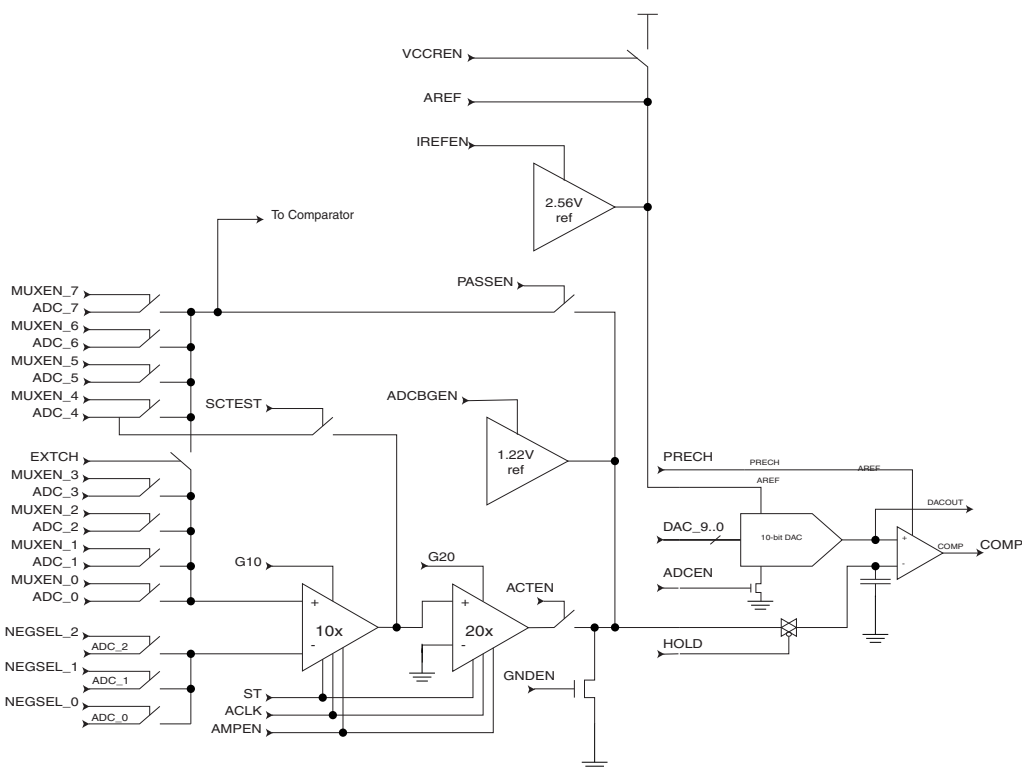 VCCREN
AREF
IREFEN
2.56V
ref
To Comparator
PASSEN
MUXEN_7
ADC_7
MUXEN_6
ADC_6
MUXEN_5
ADC_5
MUXEN_4
ADC_4
SCTEST
ADCBGEN
1.22V
ref
EXTCH
MUXEN_3
ADC_3
MUXEN_2
ADC_2
MUXEN_1
ADC_1
MUXEN_0
ADC_0
PRECH
PRECH
AREF
AREF
DACOUT
DAC_9..0
10-bit DAC
+
-
COMP
COMP
ADCEN
HOLD
G10
+
10x
-
G20
+
20x
-
ACTEN
GNDEN
NEGSEL_2
ADC_2
NEGSEL_1
ADC_1
NEGSEL_0
ADC_0
ST
ACLK
AMPEN